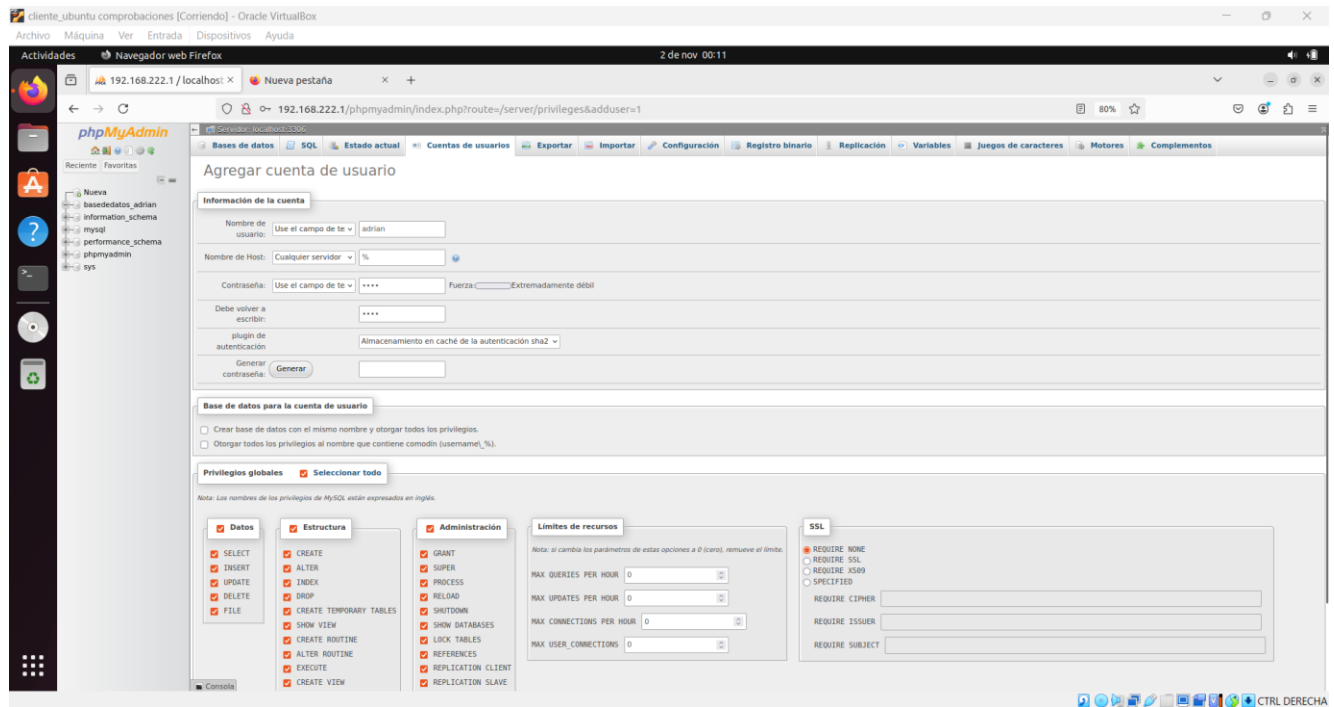 cliente_ubuntu comprobaciones [Corriendo] - Oracle VirtualBox
Archivo Máquina Ver Entrada Dispositivos Ayuda
Actividades Navegador web Firefox 2 de nov 00:11
192.168.222.1 / localhost Nueva pestaña
192.168.222.1/phpmyadmin/index.php?route=/server/privileges&adduser=1 80%
phpMyAdmin
Reciente Favoritas
Nueva
basededatos_adrian
information_schema
mysql
performance_schema
phpmyadmin
sys
Servidor: localhost:3306
Bases de datos SQL Estado actual Cuentas de usuarios Exportar Importar Configuración Registro binario Replicación Variables Juegos de caracteres Motores Complementos
Agregar cuenta de usuario
Información de la cuenta
Nombre de usuario: Use el campo de te adrian
Nombre de Host: Cualquier servidor %
Contraseña: Use el campo de te •••• Fuerza: Extremadamente débil
Debe volver a escribir: ••••
plugin de autenticación Almacenamiento en caché de la autenticación sha2
Generar contraseña: Generar
Base de datos para la cuenta de usuario
Crear base de datos con el mismo nombre y otorgar todos los privilegios.
Otorgar todos los privilegios al nombre que contiene comodín (username\_%).
Privilegios globales Seleccionar todo
Nota: Los nombres de los privilegios de MySQL están expresados en inglés.
Datos
SELECT
INSERT
UPDATE
DELETE
FILE
Estructura
CREATE
ALTER
INDEX
DROP
CREATE TEMPORARY TABLES
SHOW VIEW
CREATE ROUTINE
ALTER ROUTINE
EXECUTE
CREATE VIEW
Administración
GRANT
SUPER
PROCESS
RELOAD
SHUTDOWN
SHOW DATABASES
LOCK TABLES
REFERENCES
REPLICATION CLIENT
REPLICATION SLAVE
Límites de recursos
Nota: si cambia los parámetros de estas opciones a 0 (cero), remueve el límite.
MAX QUERIES PER HOUR 0
MAX UPDATES PER HOUR 0
MAX CONNECTIONS PER HOUR 0
MAX USER_CONNECTIONS 0
SSL
REQUIRE NONE
REQUIRE SSL
REQUIRE X509
SPECIFIED
REQUIRE CIPHER
REQUIRE ISSUER
REQUIRE SUBJECT
Consola
CTRL DERECHA